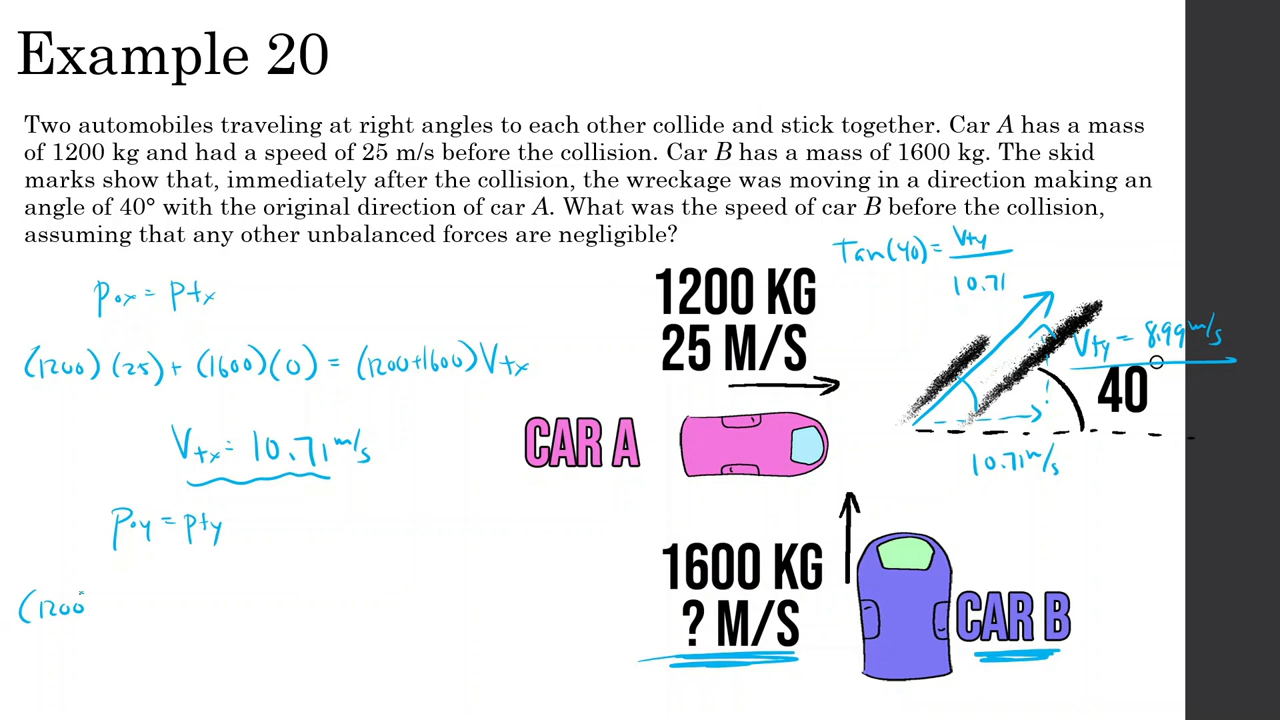 Example 20
Two automobiles traveling at right angles to each other collide and stick together. Car A has a mass
of 1200 kg and had a speed of 25 m/s before the collision. Car B has a mass of 1600 kg. The skid
marks show that, immediately after the collision, the wreckage was moving in a direction making an
angle of 40° with the original direction of car A. What was the speed of car B before the collision,
assuming that any other unbalanced forces are negligible?
Tan(40) = Vfy / 10.71
Pox = Pfx
(1200)(25) + (1600)(0) = (1200+1600) Vfx
Vfx = 10.71 m/s
Poy = Pfy
(1200
1200 KG
25 M/S
CAR A
Vfy = 8.99 m/s
40°
10.71 m/s
1600 KG
? M/S
CAR B